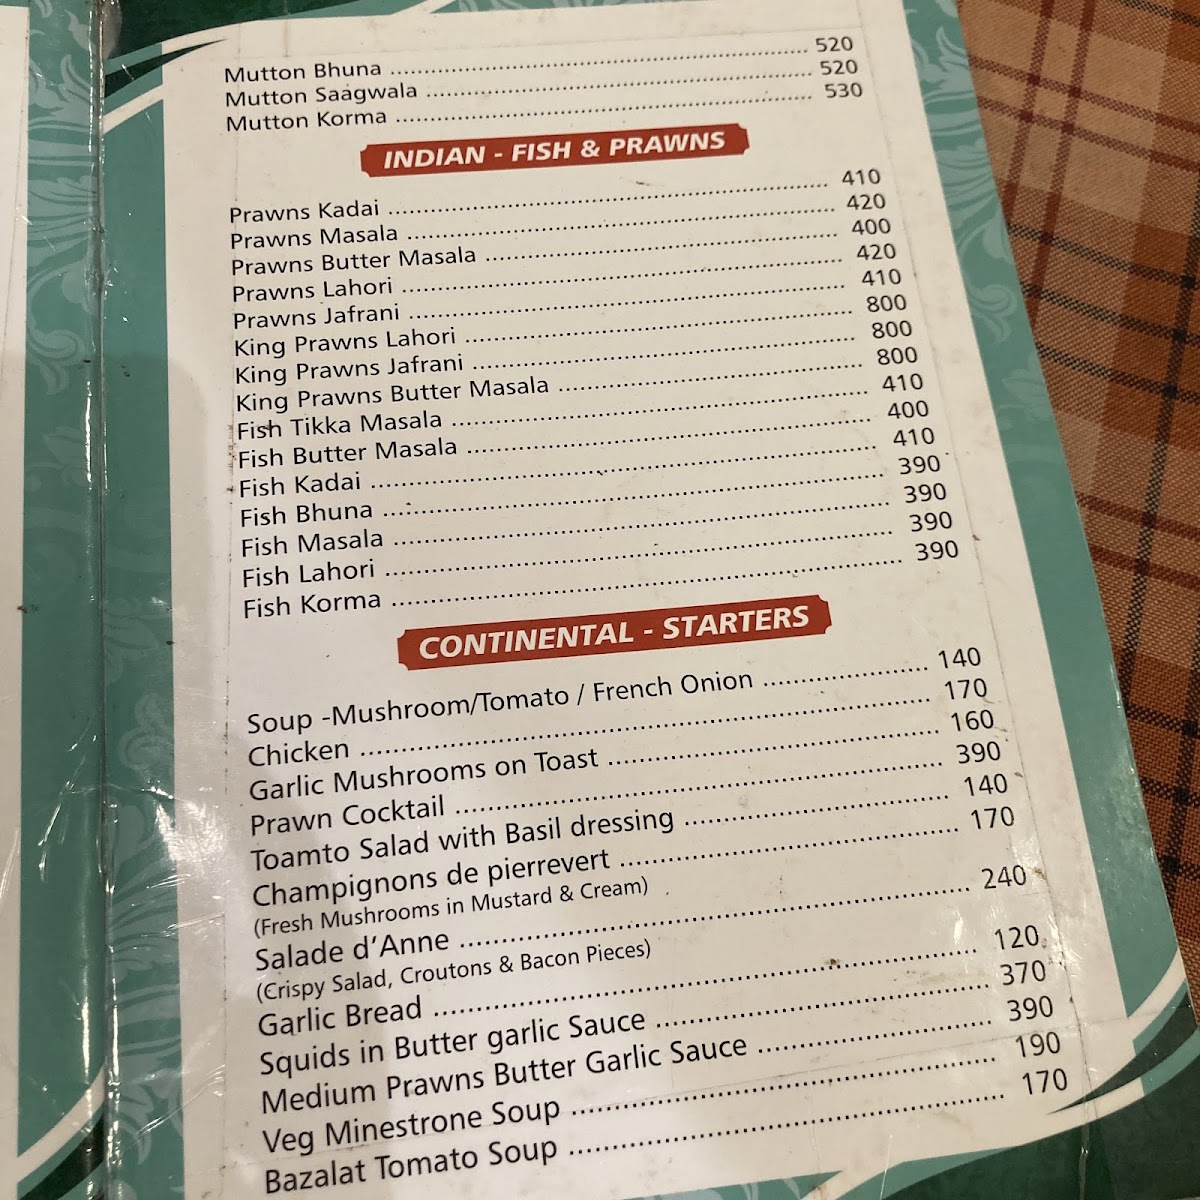 Mutton Bhuna 520
Mutton Saagwala 520
Mutton Korma 530
INDIAN - FISH & PRAWNS
Prawns Kadai 410
Prawns Masala 420
Prawns Butter Masala 400
Prawns Lahori 420
Prawns Jafrani 410
King Prawns Lahori 800
King Prawns Jafrani 800
King Prawns Butter Masala 800
Fish Tikka Masala 410
Fish Butter Masala 400
Fish Kadai 410
Fish Bhuna 390
Fish Masala 390
Fish Lahori 390
Fish Korma 390
CONTINENTAL - STARTERS
Soup -Mushroom/Tomato / French Onion 140
Chicken 170
Garlic Mushrooms on Toast 160
Prawn Cocktail 390
Toamto Salad with Basil dressing 140
Champignons de pierrevert 170
(Fresh Mushrooms in Mustard & Cream)
Salade d'Anne 240
(Crispy Salad, Croutons & Bacon Pieces)
Garlic Bread 120
Squids in Butter garlic Sauce 370
Medium Prawns Butter Garlic Sauce 390
Veg Minestrone Soup 190
Bazalat Tomato Soup 170